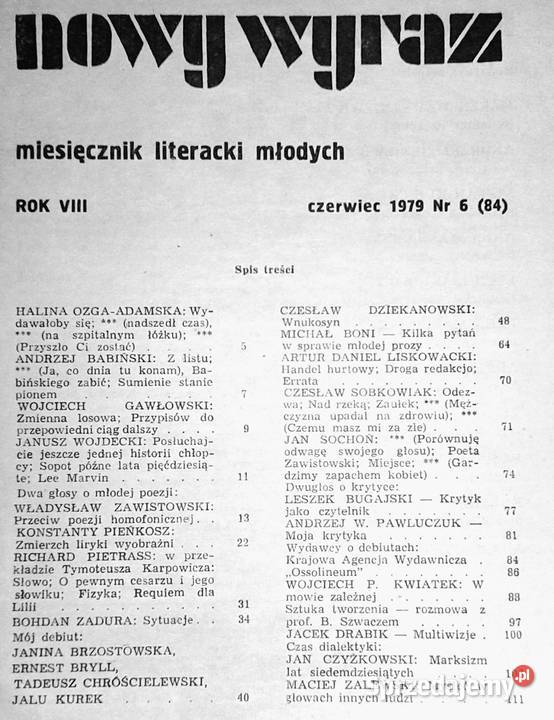 nowy wyraz
miesięcznik literacki młodych
ROK VIII
czerwiec 1979 Nr 6 (84)
Spis treści
HALINA OZGA-ADAMSKA: Wy-
dawałoby się; *** (nadszedł czas),
*** (na szpitalnym łóżku); ***
(Przyszło Ci zostać) 5
ANDRZEJ BABIŃSKI: Z listu;
*** (Ja, co dnia tu konam), Ba-
bińskiego zabić; Sumienie stanie
pionem . . . . . . . . 7
WOJCIECH GAWŁOWSKI:
Zmienna losowa; Przypisów do
przepowiedni ciąg dalszy . . . 9
JANUSZ WOJDECKI: Posłuchaj-
cie jeszcze jednej historii chłop-
cy; Sopot późne lata pięćdziesią-
te; Lee Marvin . . . . . . 11
Dwa głosy o młodej poezji:
WŁADYSŁAW ZAWISTOWSKI:
Przeciw poezji homofonicznej . . 13
KONSTANTY PIEŃKOSZ:
Zmierzch liryki wyobraźni . . . 22
RICHARD PIETRASS: w prze-
kładzie Tymoteusza Karpowicza:
Słowo; O pewnym cesarzu i jego
słowiku; Fizyka; Requiem dla
Lilii . . . . . . . . . 31
BOHDAN ZADURA: Sytuacje . . 34
Mój debiut:
JANINA BRZOSTOWSKA,
ERNEST BRYLL,
TADEUSZ CHRÓŚCIELEWSKI,
JALU KUREK . . . . . . 40
CZESŁAW DZIEKANOWSKI:
Wnukosyn . . . . . . . . 48
MICHAŁ BONI — Kilka pytań
w sprawie młodej prozy . . . . 64
ARTUR DANIEL LISKOWACKI:
Handel hurtowy; Droga redakcjo;
Errata . . . . . . . . . 70
CZESŁAW SOBKOWIAK: Odez-
wa; Nad rzeką; Zaułek; *** (Męż-
czyzna upadał na zdrowiu); ***
(Czemu masz mi za złe) . . . 71
JAN SOCHOŃ: *** (Porównuję
odwagę swojego głosu); Poeta
Zawistowski; Miejsce; *** (Gar-
dzimy zapachem kobiet) . . . . 74
Dwugłos o krytyce:
LESZEK BUGAJSKI — Krytyk
jako czytelnik . . . . . . 77
ANDRZEJ W. PAWLUCZUK —
Moja krytyka . . . . . . . 81
Wydawcy o debiutach:
Krajowa Agencja Wydawnicza . . 84
„Ossolineum” . . . . . . . 86
WOJCIECH P. KWIATEK: W
mowie zależnej . . . . . . 88
Sztuka tworzenia — rozmowa z
prof. B. Szwaczem . . . . . 97
JACEK DRABIK — Multiwizje . 100
Czas dialektyki:
JAN CZYŻKOWSKI: Marksizm
lat siedemdziesiątych
MACIEJ
głowach innych ludzi 111
sprzedajemy.pl